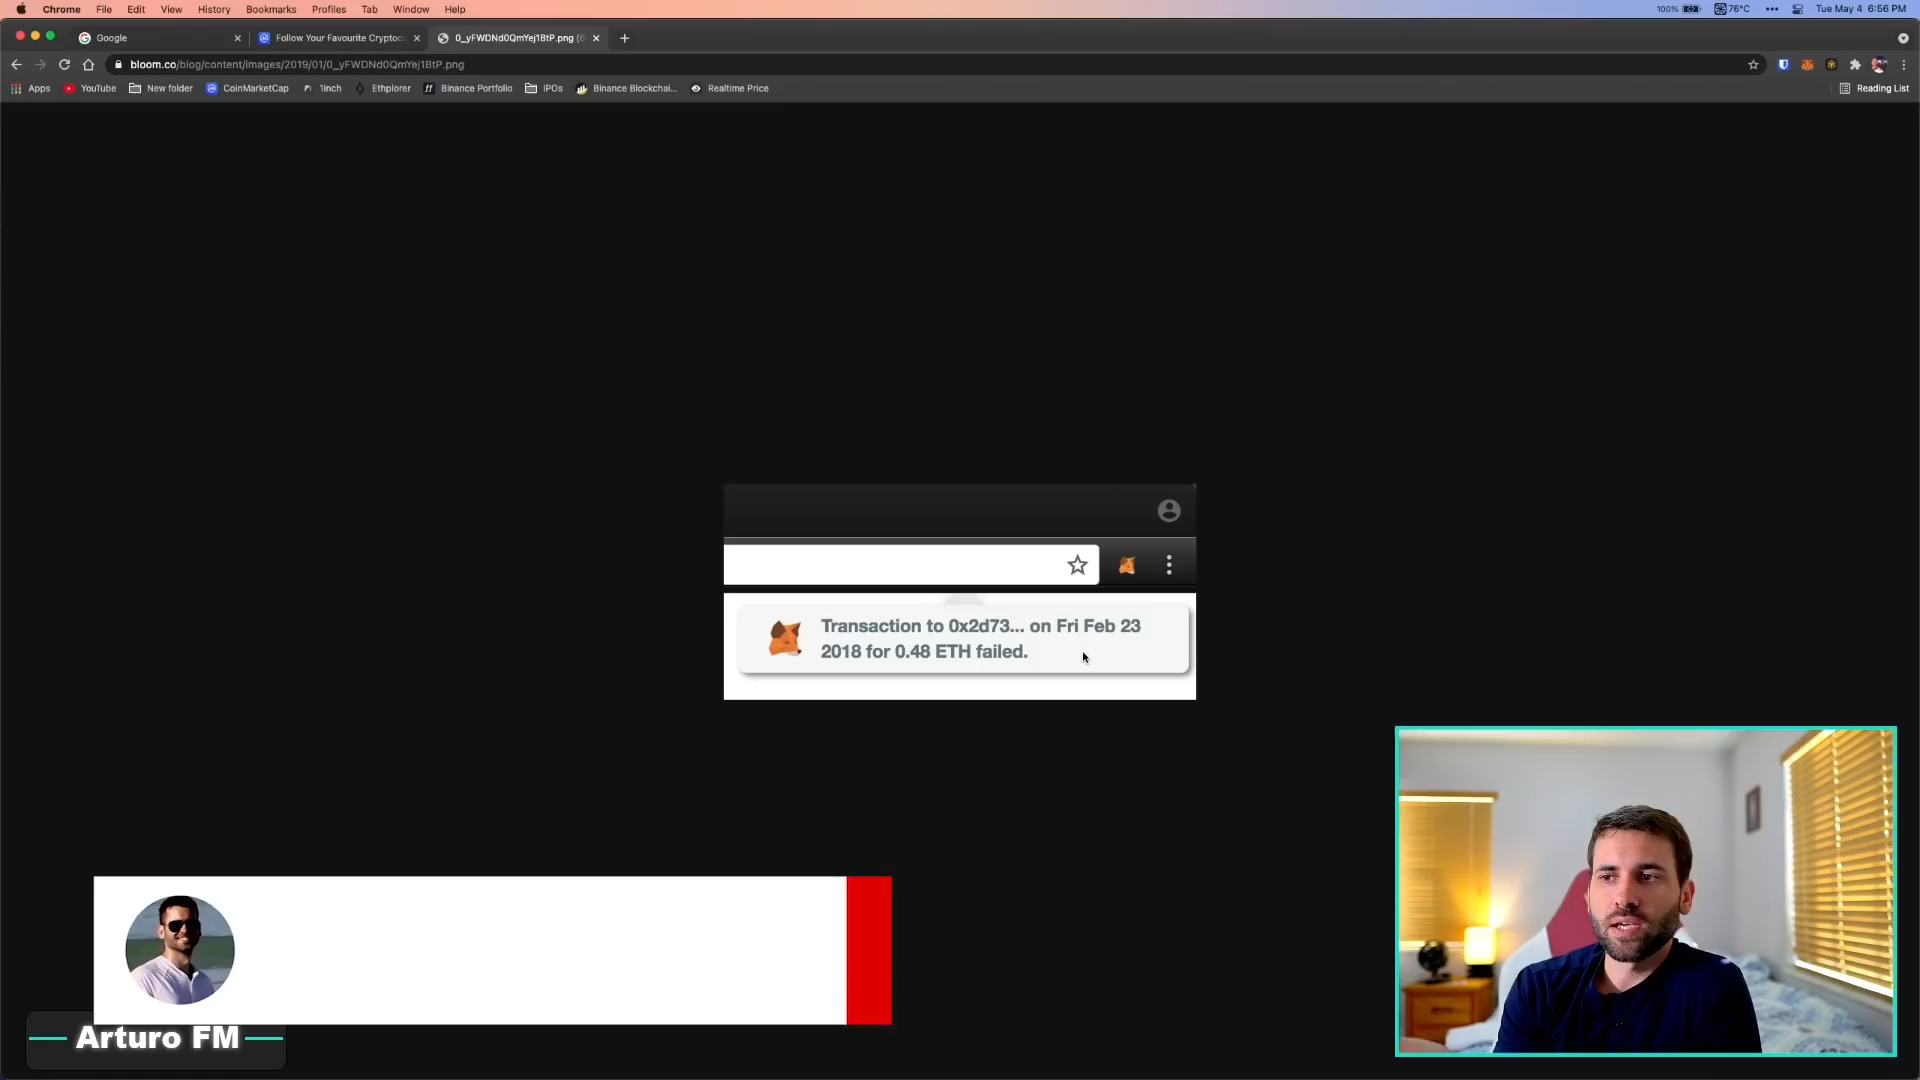 Chrome File Edit View History Bookmarks Profiles Tab Window Help
100% 76°C Tue May 4 6:56 PM
Google
Follow Your Favourite Cryptoc
0_yFWDNd0QmYej1BtP.png (6
bloom.co/blog/content/images/2019/01/0_yFWDNd0QmYej1BtP.png
Apps YouTube New folder CoinMarketCap 1inch Ethplorer Binance Portfolio IPOs Binance Blockchai... Realtime Price Reading List
Transaction to 0x2d73... on Fri Feb 23
2018 for 0.48 ETH failed.
Arturo FM